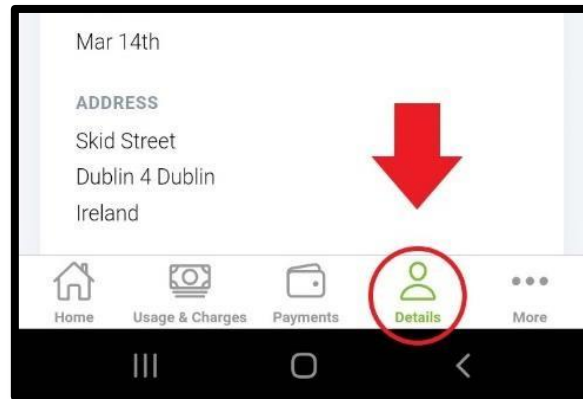 Mar 14th
ADDRESS
Skid Street
Dublin 4 Dublin
Ireland
Home Usage & Charges Payments Details More